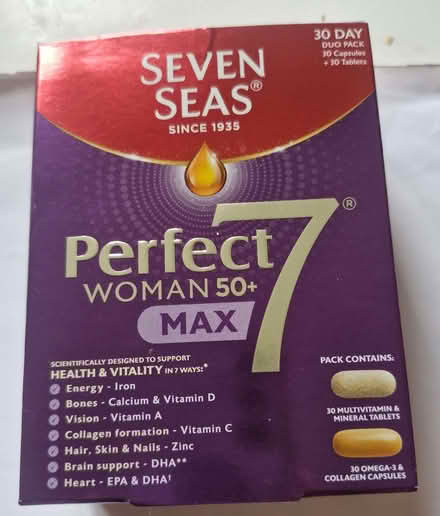 30 DAY
DUO PACK
30 Capsules
+ 30 Tablets
SEVEN
SEAS®
SINCE 1935
Perfect 7®
WOMAN 50+
MAX
SCIENTIFICALLY DESIGNED TO SUPPORT
HEALTH & VITALITY IN 7 WAYS:*
Energy - Iron
Bones - Calcium & Vitamin D
Vision - Vitamin A
Collagen formation - Vitamin C
Hair, Skin & Nails - Zinc
Brain support - DHA**
Heart - EPA & DHA†
PACK CONTAINS:
30 MULTIVITAMIN &
MINERAL TABLETS
30 OMEGA-3 &
COLLAGEN CAPSULES